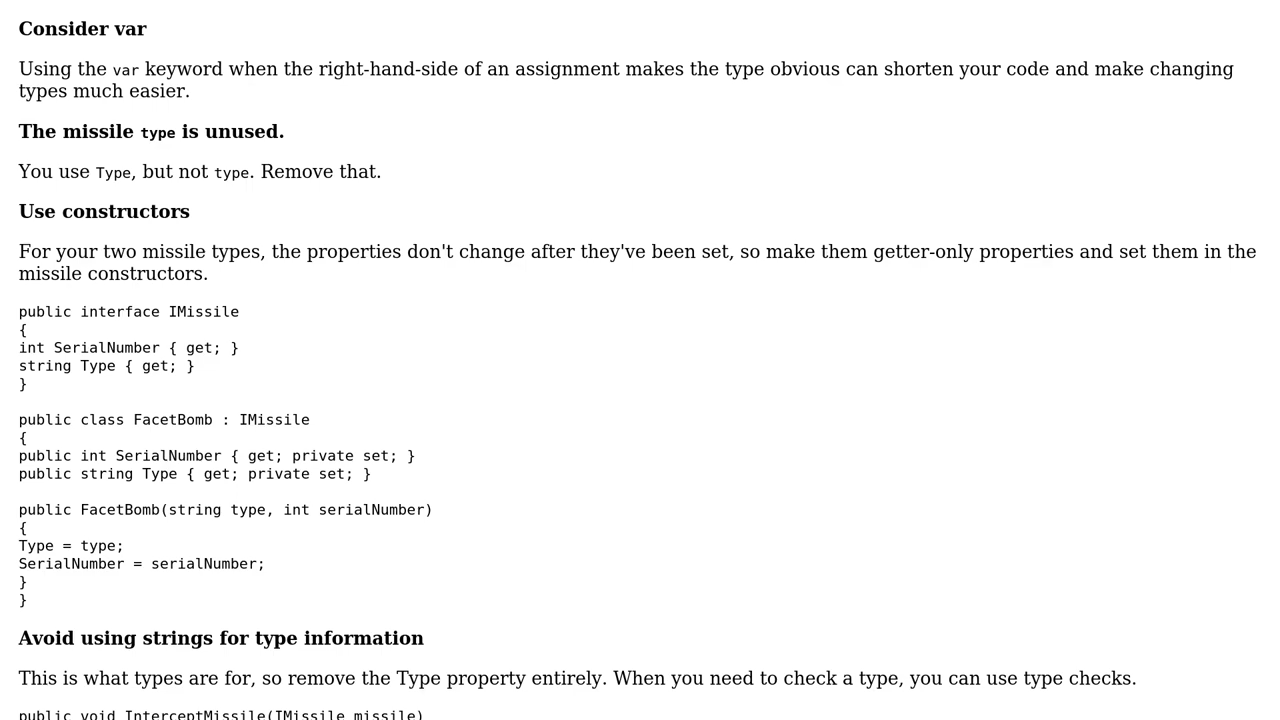 Consider var
Using the var keyword when the right-hand-side of an assignment makes the type obvious can shorten your code and make changing
types much easier.
The missile type is unused.
You use Type, but not type. Remove that.
Use constructors
For your two missile types, the properties don't change after they've been set, so make them getter-only properties and set them in the
missile constructors.
public interface IMissile
{
int SerialNumber { get; }
string Type { get; }
}
public class FacetBomb : IMissile
{
public int SerialNumber { get; private set; }
public string Type { get; private set; }
public FacetBomb(string type, int serialNumber)
{
Type = type;
SerialNumber = serialNumber;
}
}
Avoid using strings for type information
This is what types are for, so remove the Type property entirely. When you need to check a type, you can use type checks.
public void InterceptMissile(IMissile missile)